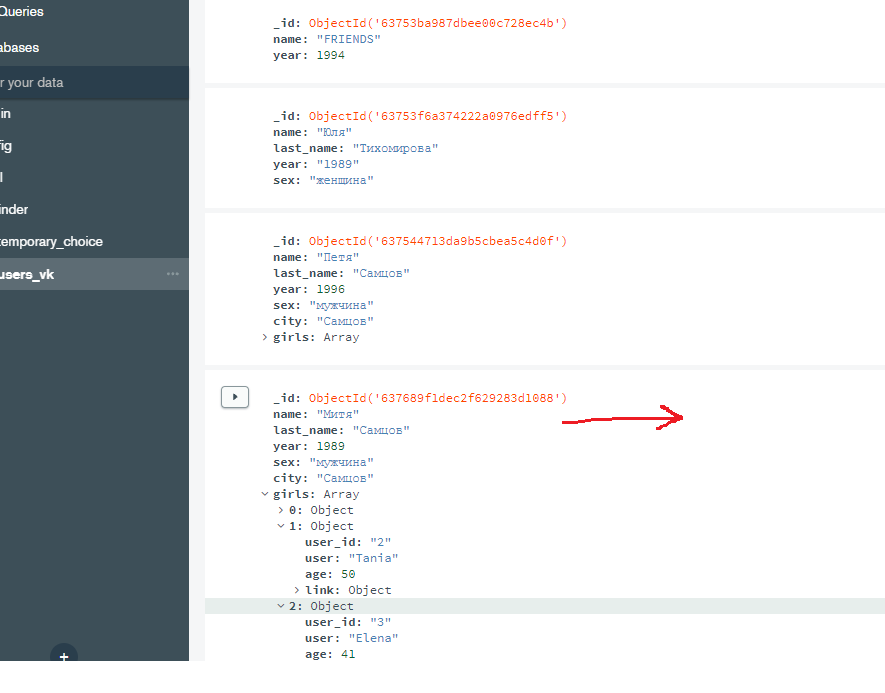 Queries
abases
r your data
in
fig
l
inder
temporary_choice
users_vk
_id: ObjectId('63753ba987dbee00c728ec4b')
name: "FRIENDS"
year: 1994
_id: ObjectId('63753f6a374222a0976edff5')
name: "Юля"
last_name: "Тихомирова"
year: "1989"
sex: "женщина"
_id: ObjectId('637544713da9b5cbea5c4d0f')
name: "Петя"
last_name: "Самцов"
year: 1996
sex: "мужчина"
city: "Самцов"
girls: Array
_id: ObjectId('637689f1dec2f629283d1088')
name: "Митя"
last_name: "Самцов"
year: 1989
sex: "мужчина"
city: "Самцов"
girls: Array
0: Object
1: Object
user_id: "2"
user: "Tania"
age: 50
link: Object
2: Object
user_id: "3"
user: "Elena"
age: 41